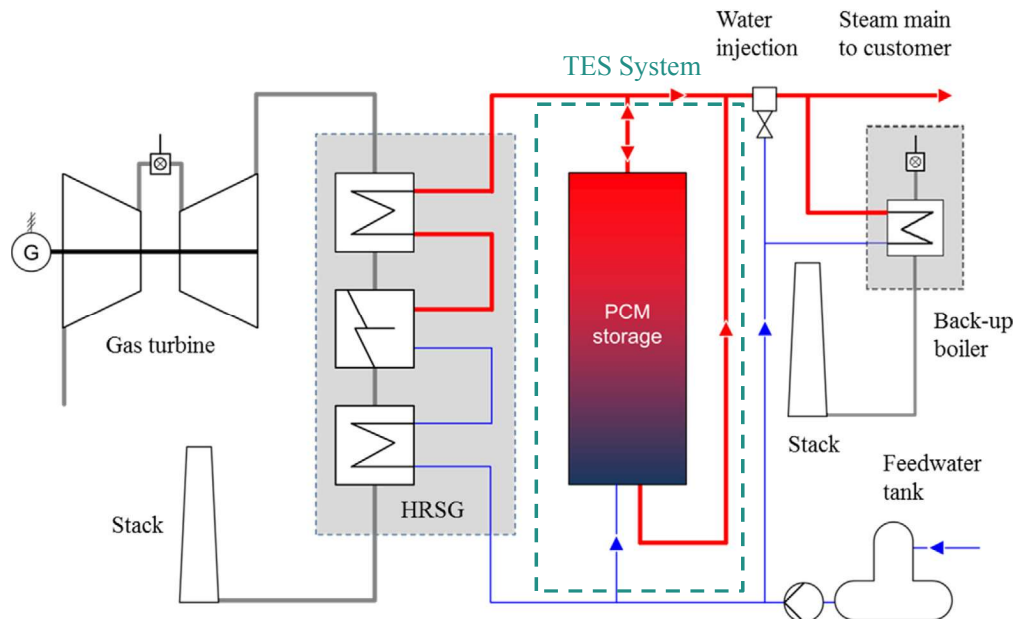 Water
injection
Steam main
to customer
TES System
G
Gas turbine
PCM
storage
Back-up
boiler
Stack
Feedwater
tank
HRSG
Stack